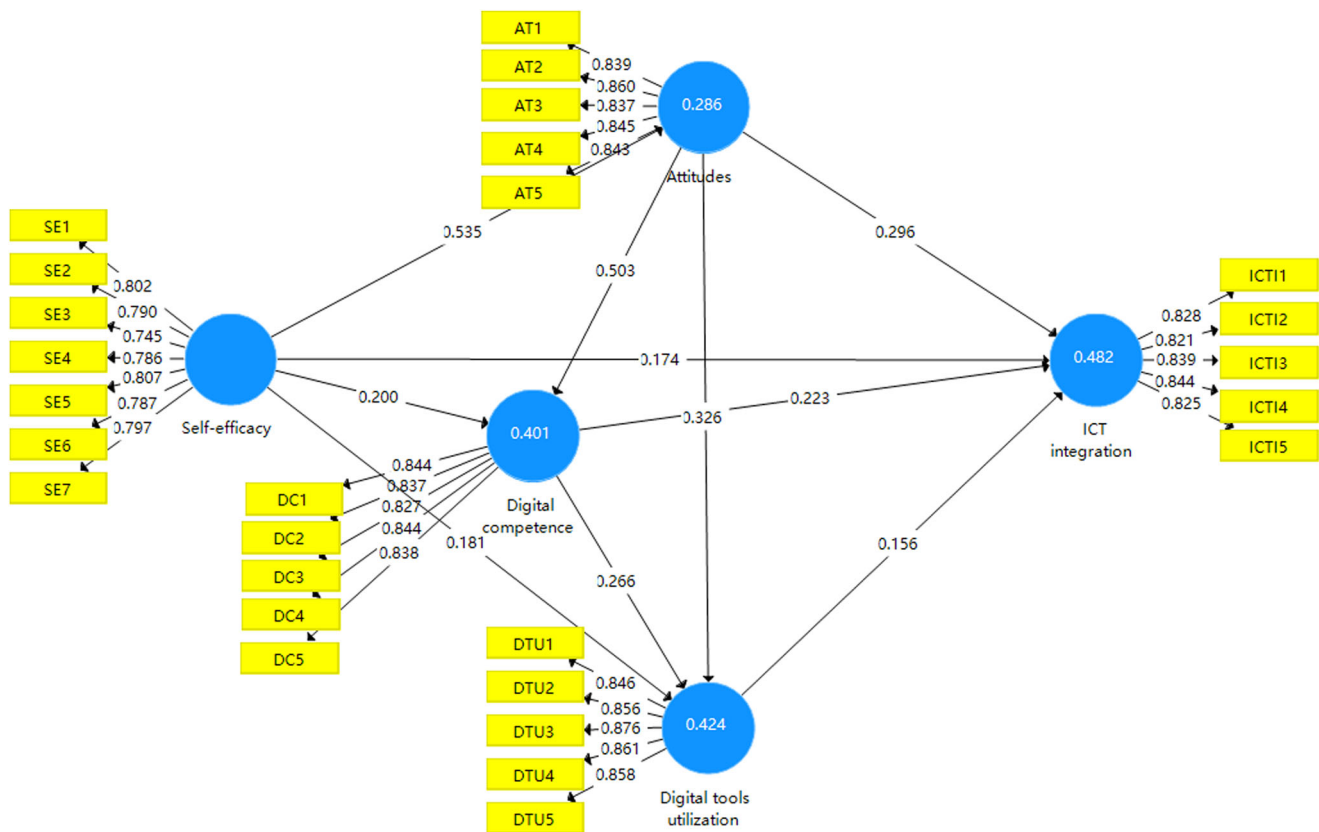 AT1
AT2
AT3
AT4
AT5
0.839
0.860
0.837
0.845
0.843
0.286
Attitudes
SE1
SE2
SE3
SE4
SE5
SE6
SE7
0.802
0.790
0.745
0.786
0.807
0.787
0.797
Self-efficacy
0.535
0.503
0.296
0.174
0.200
0.326
0.223
0.181
0.266
0.156
0.401
Digital
competence
DC1
DC2
DC3
DC4
DC5
0.844
0.837
0.827
0.844
0.838
0.482
ICT
integration
ICTI1
ICTI2
ICTI3
ICTI4
ICTI5
0.828
0.821
0.839
0.844
0.825
DTU1
DTU2
DTU3
DTU4
DTU5
0.846
0.856
0.876
0.861
0.858
0.424
Digital tools
utilization